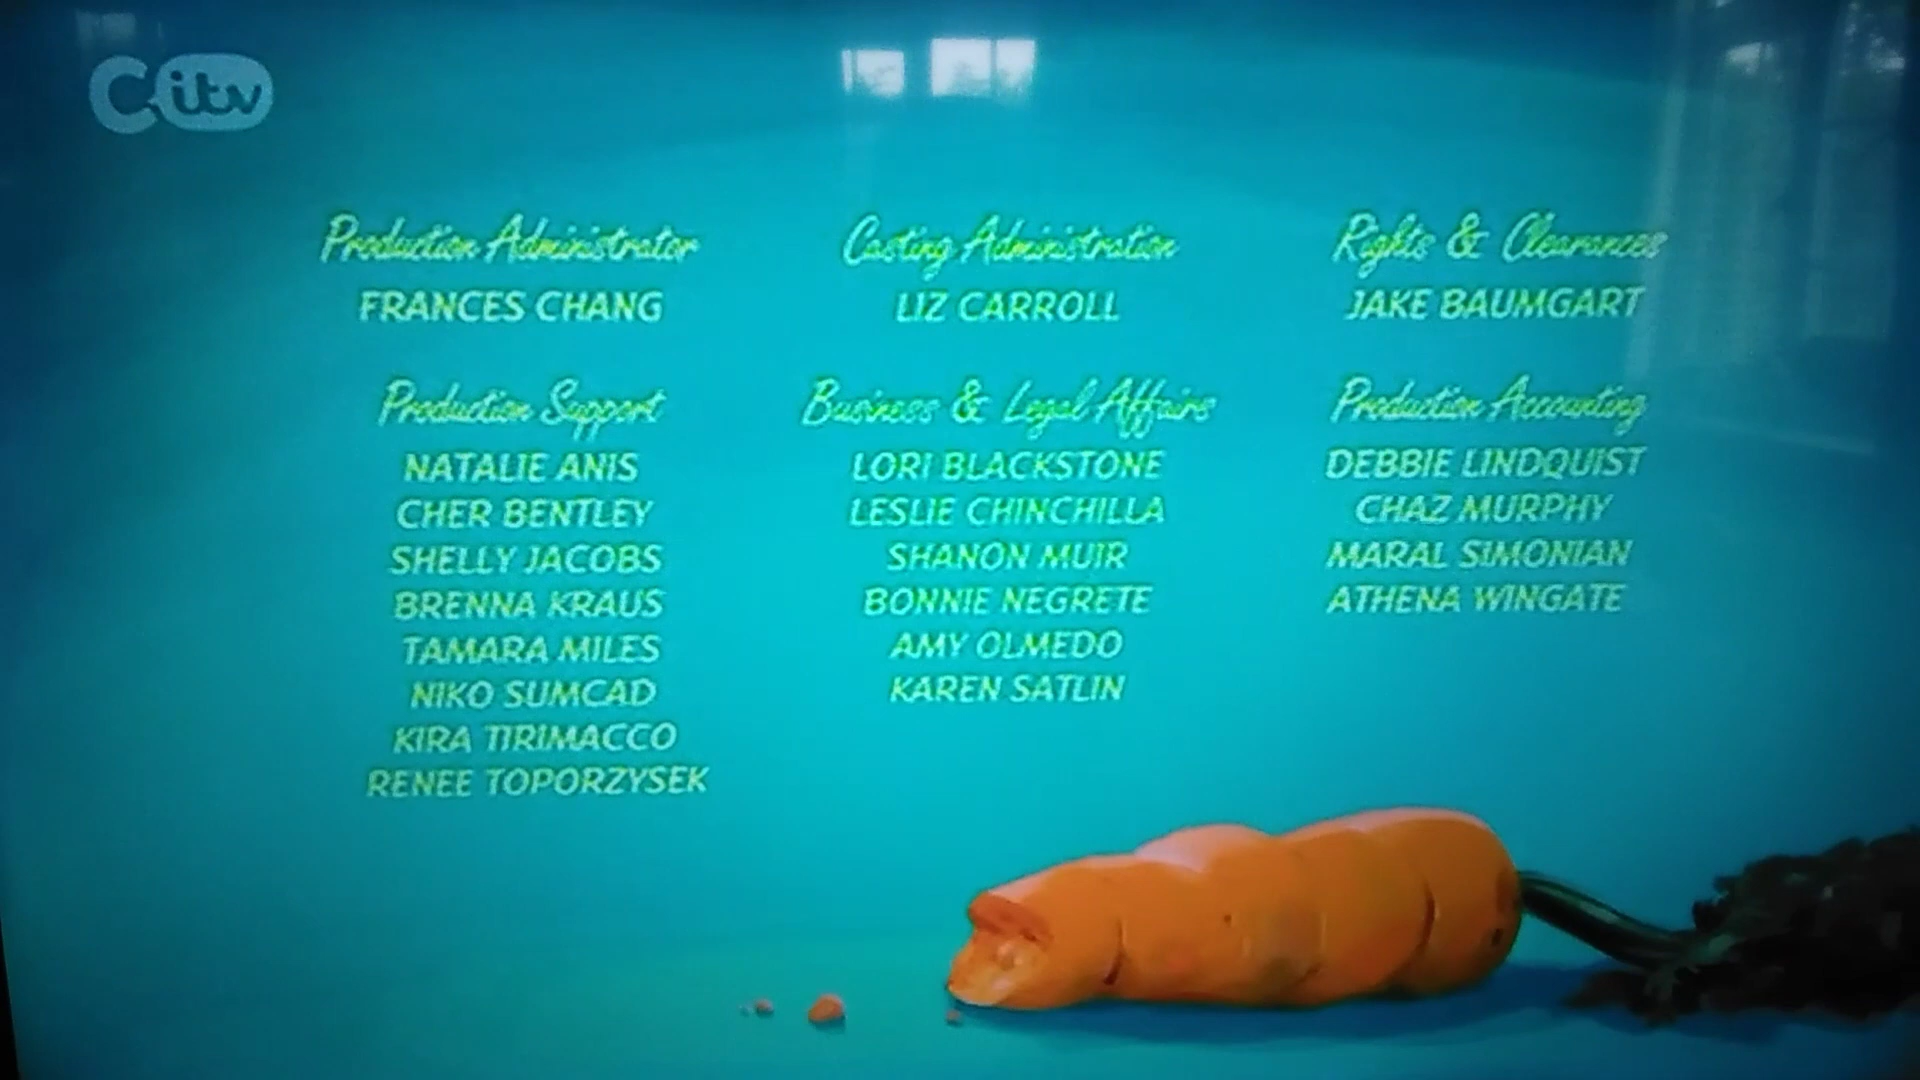 Citv
Production Administrator
FRANCES CHANG
Casting Administration
LIZ CARROLL
Rights & Clearances
JAKE BAUMGART
Production Support
NATALIE ANIS
CHER BENTLEY
SHELLY JACOBS
BRENNA KRAUS
TAMARA MILES
NIKO SUMCAD
KIRA TIRIMACCO
RENEE TOPORZYSEK
Business & Legal Affairs
LORI BLACKSTONE
LESLIE CHINCHILLA
SHANON MUIR
BONNIE NEGRETE
AMY OLMEDO
KAREN SATLIN
Production Accounting
DEBBIE LINDQUIST
CHAZ MURPHY
MARAL SIMONIAN
ATHENA WINGATE